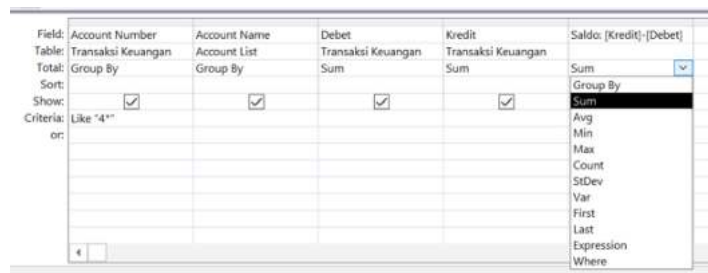 Field: Account Number Account Name Debet Kredit Saldo: [Kredit]-[Debet]
Table: Transaksi Keuangan Account List Transaksi Keuangan Transaksi Keuangan
Total: Group By Group By Sum Sum Sum
Sort: Group By
Show: Sum
Criteria: Like "4*" Avg
or: Min
Max
Count
StDev
Var
First
Last
Expression
Where